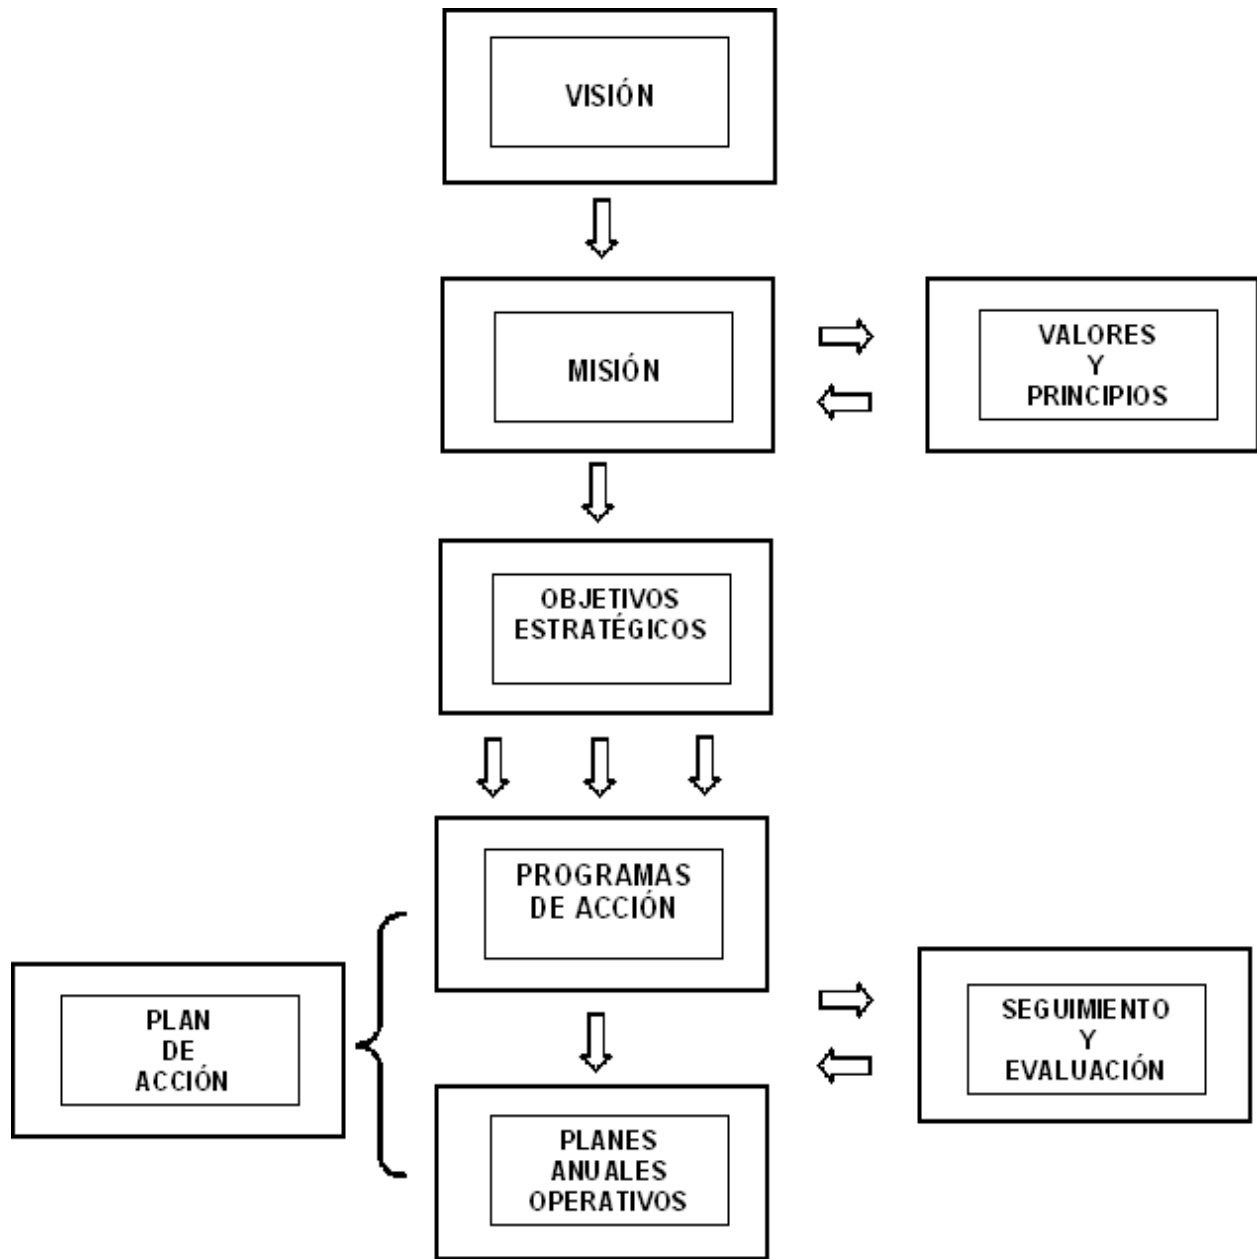 VISIÓN
MISIÓN
VALORES
Y
PRINCIPIOS
OBJETIVOS
ESTRATÉGICOS
PROGRAMAS
DE ACCIÓN
PLAN
DE
ACCIÓN
SEGUIMIENTO
Y
EVALUACIÓN
PLANES
ANUALES
OPERATIVOS